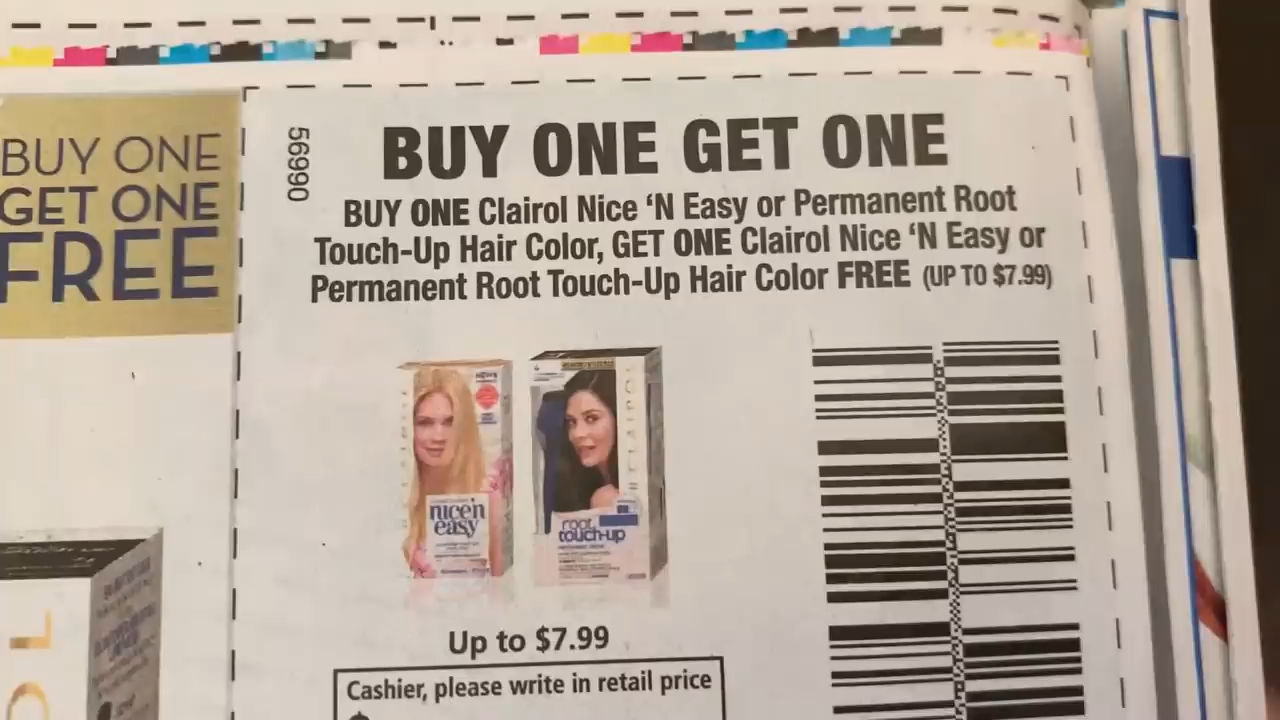 BUY ONE
GET ONE
FREE
56990
BUY ONE GET ONE
BUY ONE Clairol Nice ‘N Easy or Permanent Root
Touch-Up Hair Color, GET ONE Clairol Nice ‘N Easy or
Permanent Root Touch-Up Hair Color FREE (UP TO $7.99)
nice'n
easy
root
touch-up
Up to $7.99
Cashier, please write in retail price